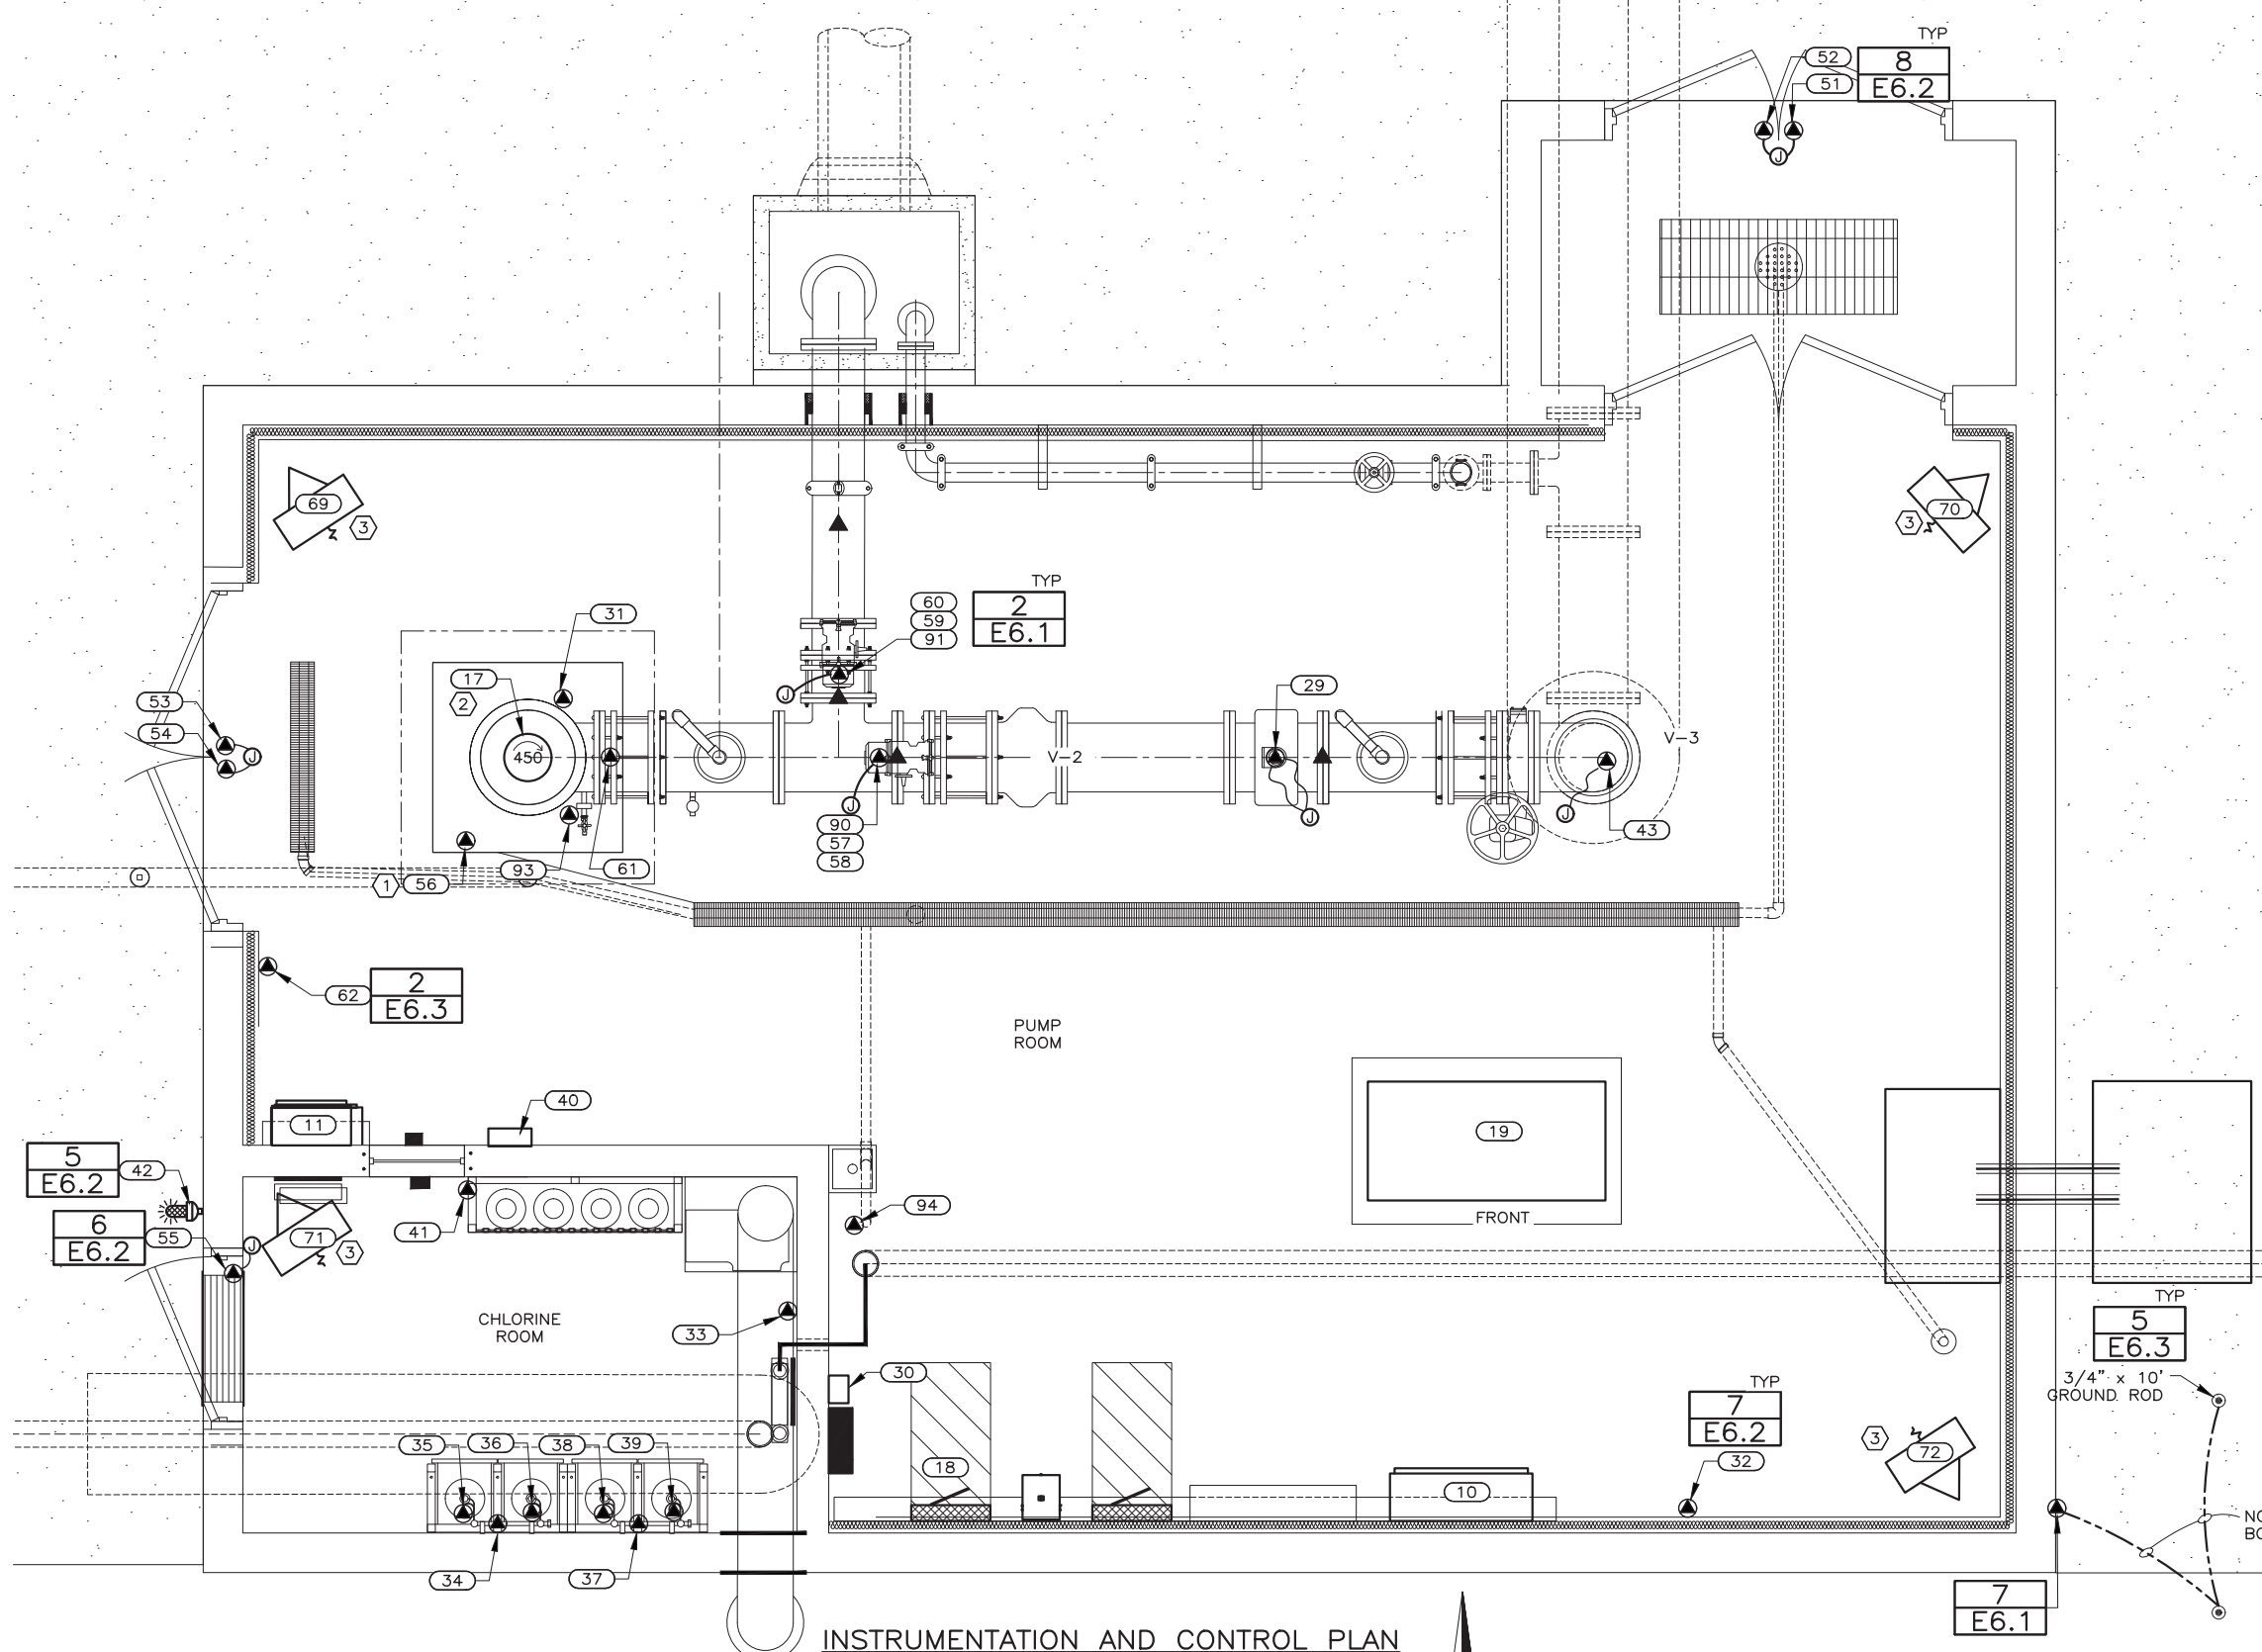 TYP
52
8
51
E6.2
69
3
70
3
TYP
60
2
59
E6.1
91
31
17
2
29
53
54
J
J
450
V-2
V-3
J
J
J
90
57
58
43
93
61
1
56
62
2
E6.3
PUMP
ROOM
40
11
19
5
E6.2
42
FRONT
41
94
6
E6.2
55
J
71
3
CHLORINE
ROOM
33
TYP
5
E6.3
30
3/4" x 10'
GROUND ROD
TYP
7
E6.2
35
36
38
39
18
32
3
72
10
34
37
7
E6.1
INSTRUMENTATION AND CONTROL PLAN
J